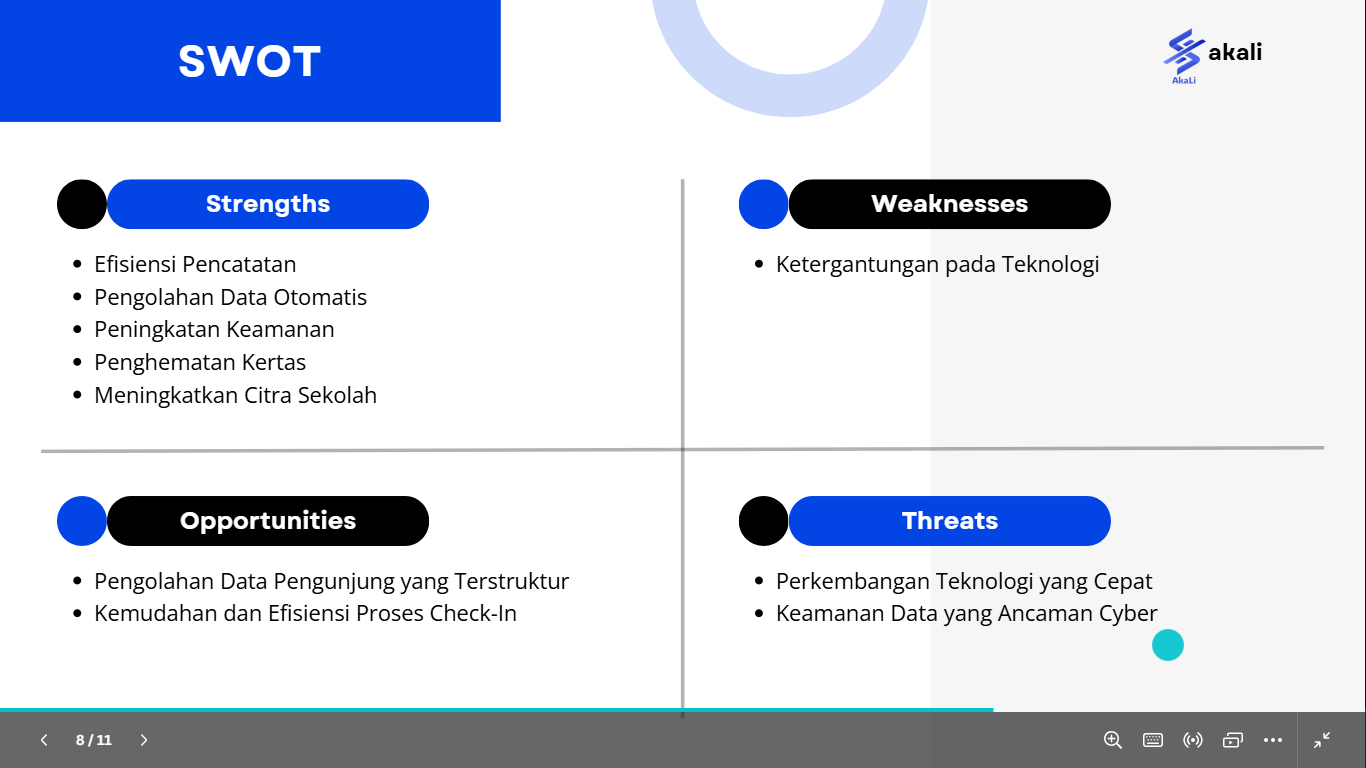 SWOT
akali
AkaLi
Strengths
• Efisiensi Pencatatan
• Pengolahan Data Otomatis
• Peningkatan Keamanan
• Penghematan Kertas
• Meningkatkan Citra Sekolah
Weaknesses
• Ketergantungan pada Teknologi
Opportunities
• Pengolahan Data Pengunjung yang Terstruktur
• Kemudahan dan Efisiensi Proses Check-In
Threats
• Perkembangan Teknologi yang Cepat
• Keamanan Data yang Ancaman Cyber
8 / 11